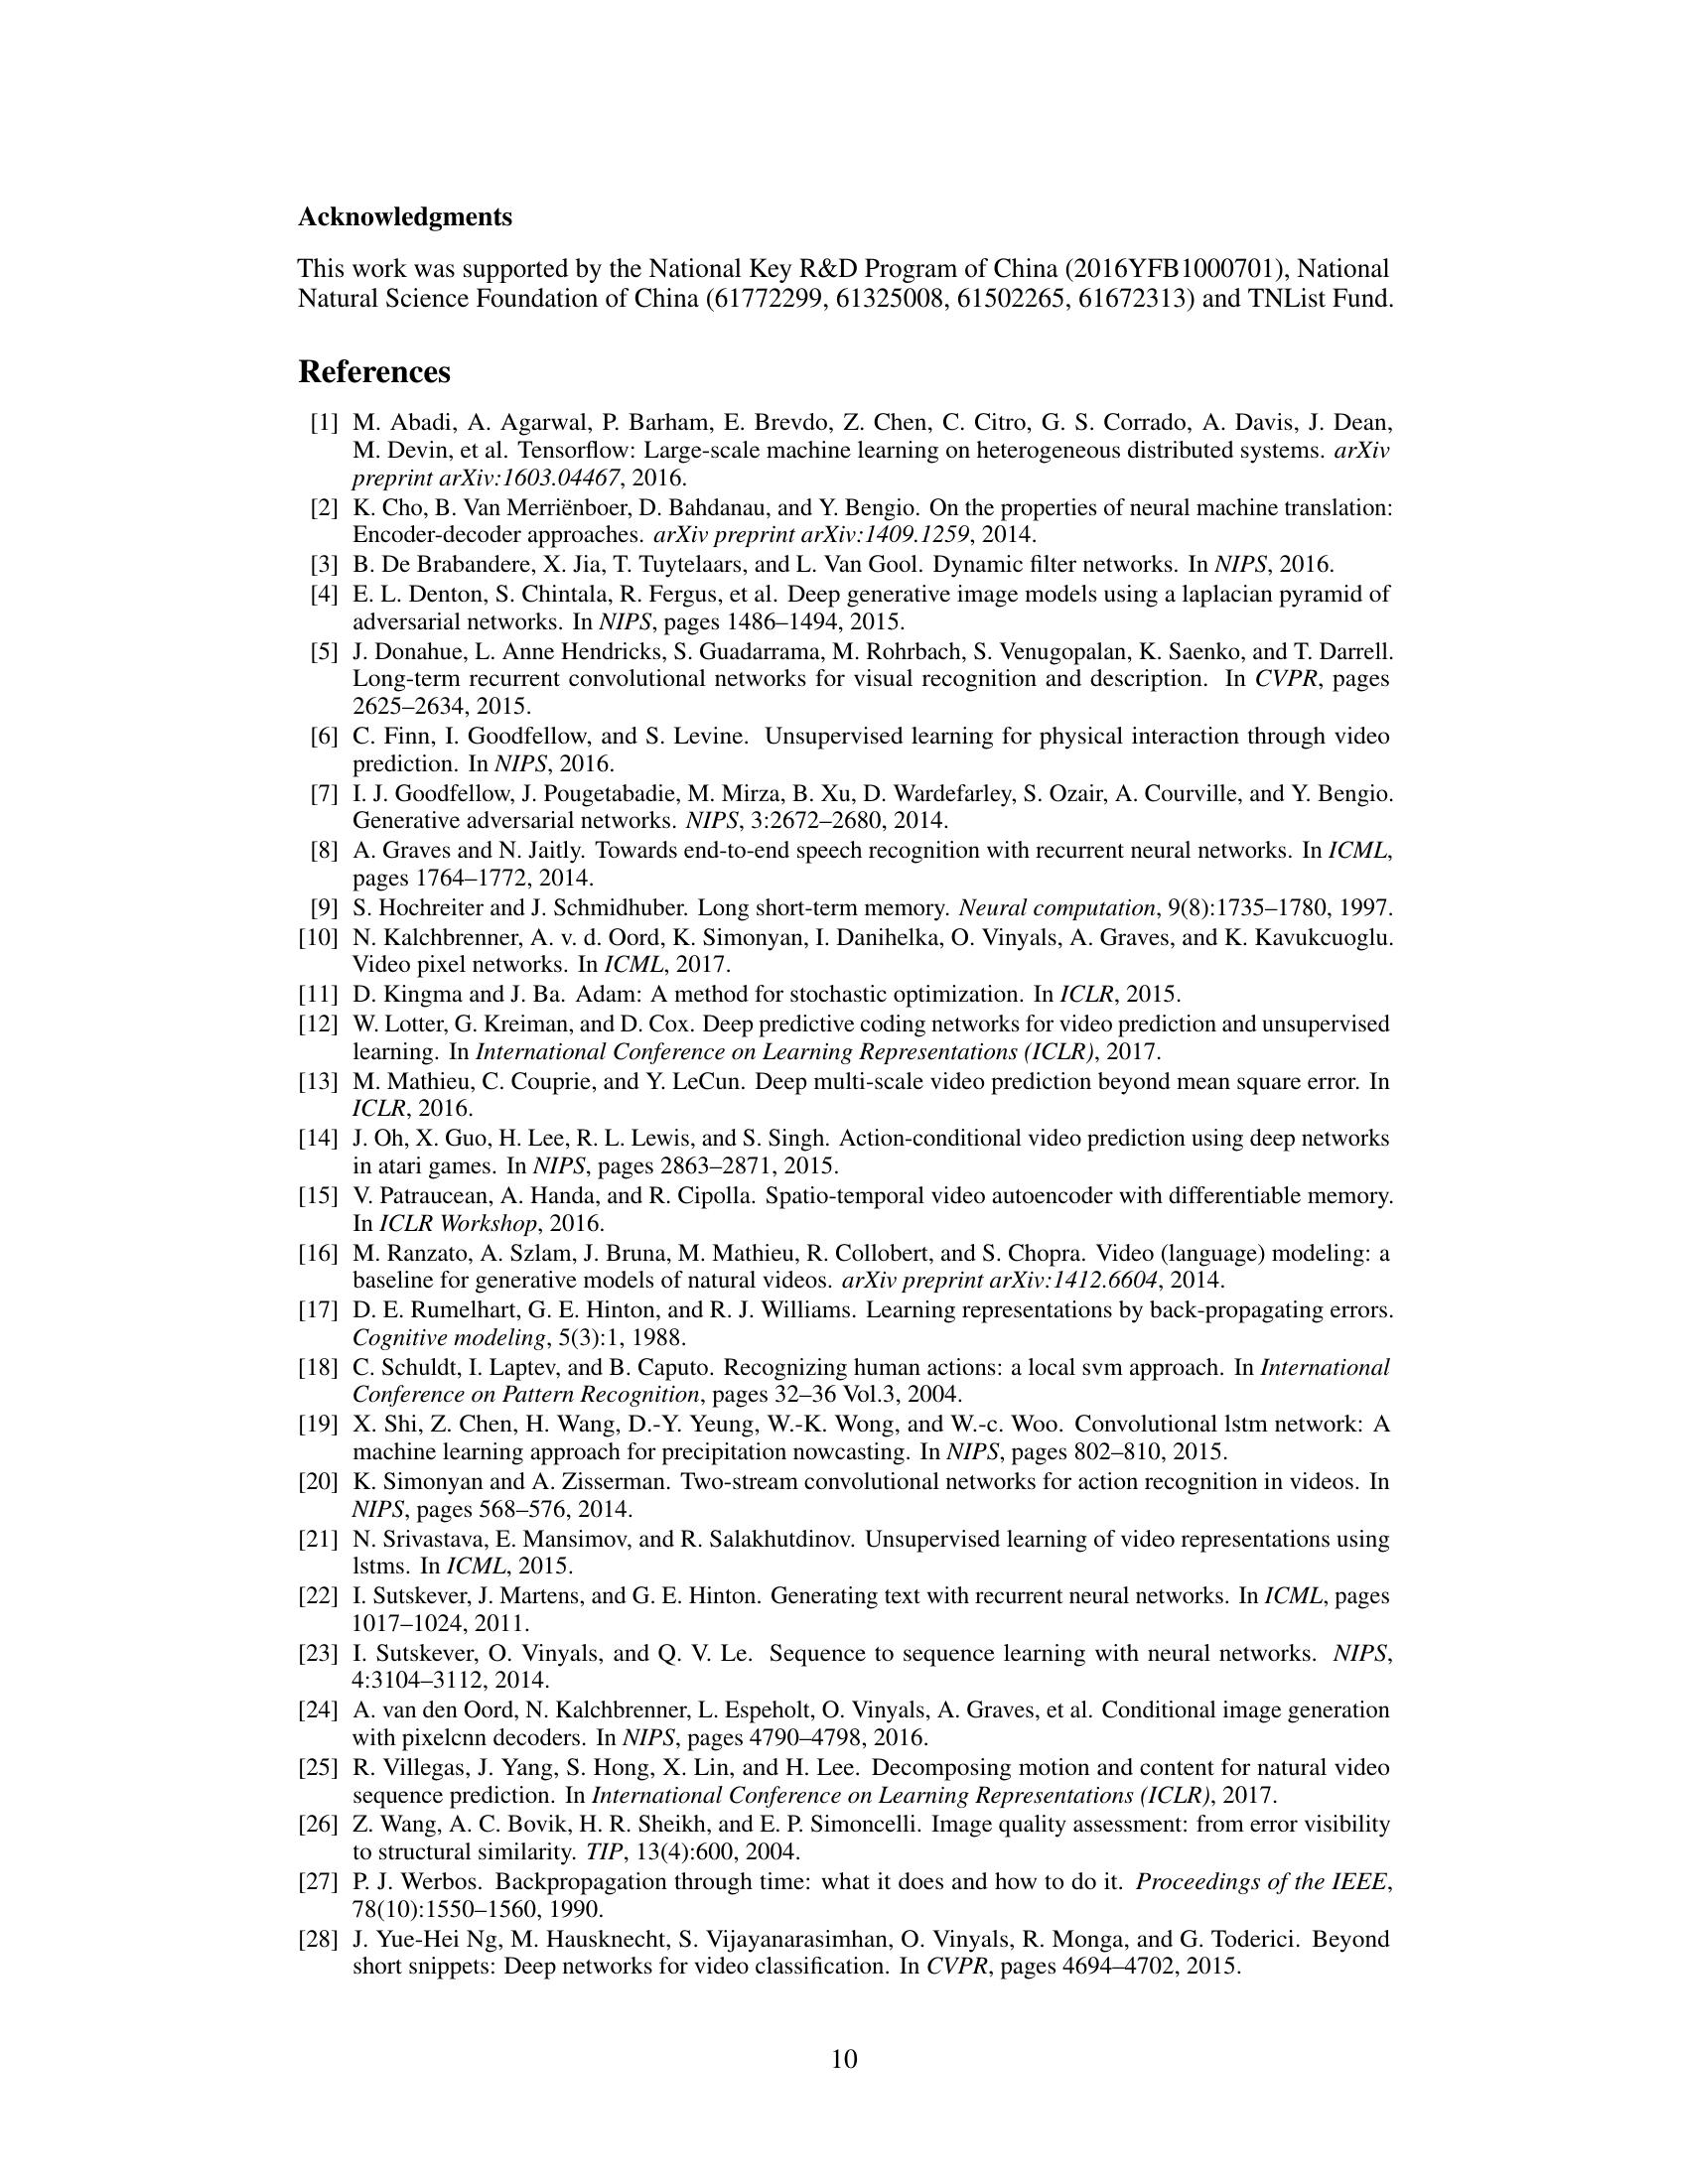 Acknowledgments
This work was supported by the National Key R&D Program of China (2016YFB1000701), National
Natural Science Foundation of China (61772299, 61325008, 61502265, 61672313) and TNList Fund.
References
[1] M. Abadi, A. Agarwal, P. Barham, E. Brevdo, Z. Chen, C. Citro, G. S. Corrado, A. Davis, J. Dean,
M. Devin, et al. Tensorflow: Large-scale machine learning on heterogeneous distributed systems. arXiv
preprint arXiv:1603.04467, 2016.
[2] K. Cho, B. Van Merriënboer, D. Bahdanau, and Y. Bengio. On the properties of neural machine translation:
Encoder-decoder approaches. arXiv preprint arXiv:1409.1259, 2014.
[3] B. De Brabandere, X. Jia, T. Tuytelaars, and L. Van Gool. Dynamic filter networks. In NIPS, 2016.
[4] E. L. Denton, S. Chintala, R. Fergus, et al. Deep generative image models using a laplacian pyramid of
adversarial networks. In NIPS, pages 1486–1494, 2015.
[5] J. Donahue, L. Anne Hendricks, S. Guadarrama, M. Rohrbach, S. Venugopalan, K. Saenko, and T. Darrell.
Long-term recurrent convolutional networks for visual recognition and description. In CVPR, pages
2625–2634, 2015.
[6] C. Finn, I. Goodfellow, and S. Levine. Unsupervised learning for physical interaction through video
prediction. In NIPS, 2016.
[7] I. J. Goodfellow, J. Pougetabadie, M. Mirza, B. Xu, D. Wardefarley, S. Ozair, A. Courville, and Y. Bengio.
Generative adversarial networks. NIPS, 3:2672–2680, 2014.
[8] A. Graves and N. Jaitly. Towards end-to-end speech recognition with recurrent neural networks. In ICML,
pages 1764–1772, 2014.
[9] S. Hochreiter and J. Schmidhuber. Long short-term memory. Neural computation, 9(8):1735–1780, 1997.
[10] N. Kalchbrenner, A. v. d. Oord, K. Simonyan, I. Danihelka, O. Vinyals, A. Graves, and K. Kavukcuoglu.
Video pixel networks. In ICML, 2017.
[11] D. Kingma and J. Ba. Adam: A method for stochastic optimization. In ICLR, 2015.
[12] W. Lotter, G. Kreiman, and D. Cox. Deep predictive coding networks for video prediction and unsupervised
learning. In International Conference on Learning Representations (ICLR), 2017.
[13] M. Mathieu, C. Couprie, and Y. LeCun. Deep multi-scale video prediction beyond mean square error. In
ICLR, 2016.
[14] J. Oh, X. Guo, H. Lee, R. L. Lewis, and S. Singh. Action-conditional video prediction using deep networks
in atari games. In NIPS, pages 2863–2871, 2015.
[15] V. Patraucean, A. Handa, and R. Cipolla. Spatio-temporal video autoencoder with differentiable memory.
In ICLR Workshop, 2016.
[16] M. Ranzato, A. Szlam, J. Bruna, M. Mathieu, R. Collobert, and S. Chopra. Video (language) modeling: a
baseline for generative models of natural videos. arXiv preprint arXiv:1412.6604, 2014.
[17] D. E. Rumelhart, G. E. Hinton, and R. J. Williams. Learning representations by back-propagating errors.
Cognitive modeling, 5(3):1, 1988.
[18] C. Schuldt, I. Laptev, and B. Caputo. Recognizing human actions: a local svm approach. In International
Conference on Pattern Recognition, pages 32–36 Vol.3, 2004.
[19] X. Shi, Z. Chen, H. Wang, D.-Y. Yeung, W.-K. Wong, and W.-c. Woo. Convolutional lstm network: A
machine learning approach for precipitation nowcasting. In NIPS, pages 802–810, 2015.
[20] K. Simonyan and A. Zisserman. Two-stream convolutional networks for action recognition in videos. In
NIPS, pages 568–576, 2014.
[21] N. Srivastava, E. Mansimov, and R. Salakhutdinov. Unsupervised learning of video representations using
lstms. In ICML, 2015.
[22] I. Sutskever, J. Martens, and G. E. Hinton. Generating text with recurrent neural networks. In ICML, pages
1017–1024, 2011.
[23] I. Sutskever, O. Vinyals, and Q. V. Le. Sequence to sequence learning with neural networks. NIPS,
4:3104–3112, 2014.
[24] A. van den Oord, N. Kalchbrenner, L. Espeholt, O. Vinyals, A. Graves, et al. Conditional image generation
with pixelcnn decoders. In NIPS, pages 4790–4798, 2016.
[25] R. Villegas, J. Yang, S. Hong, X. Lin, and H. Lee. Decomposing motion and content for natural video
sequence prediction. In International Conference on Learning Representations (ICLR), 2017.
[26] Z. Wang, A. C. Bovik, H. R. Sheikh, and E. P. Simoncelli. Image quality assessment: from error visibility
to structural similarity. TIP, 13(4):600, 2004.
[27] P. J. Werbos. Backpropagation through time: what it does and how to do it. Proceedings of the IEEE,
78(10):1550–1560, 1990.
[28] J. Yue-Hei Ng, M. Hausknecht, S. Vijayanarasimhan, O. Vinyals, R. Monga, and G. Toderici. Beyond
short snippets: Deep networks for video classification. In CVPR, pages 4694–4702, 2015.
10